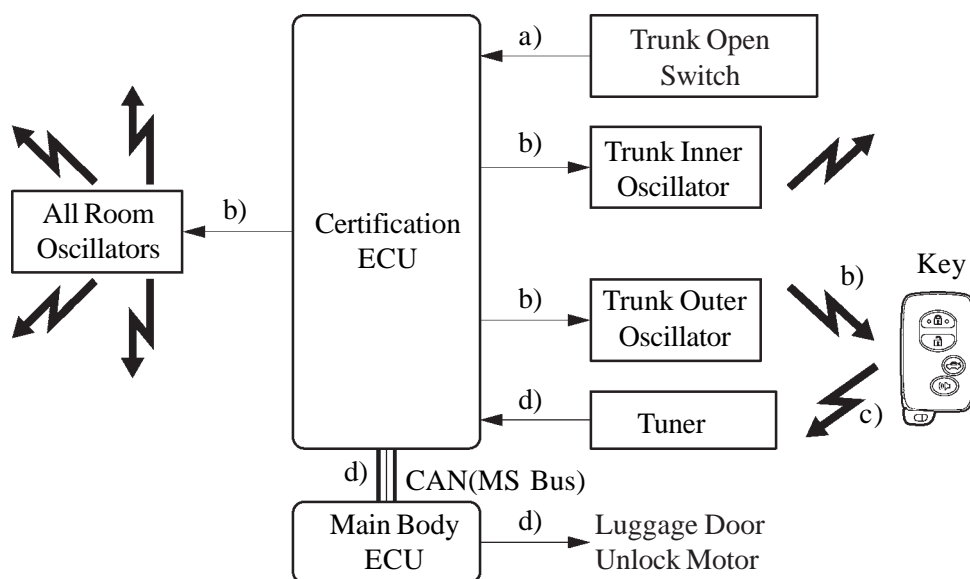 a)
Trunk Open
Switch
b)
Trunk Inner
Oscillator
All Room
Oscillators
b)
Certification
ECU
Key
b)
b)
Trunk Outer
Oscillator
c)
d)
Tuner
d)
CAN(MS Bus)
Main Body
ECU
d)
Luggage Door
Unlock Motor